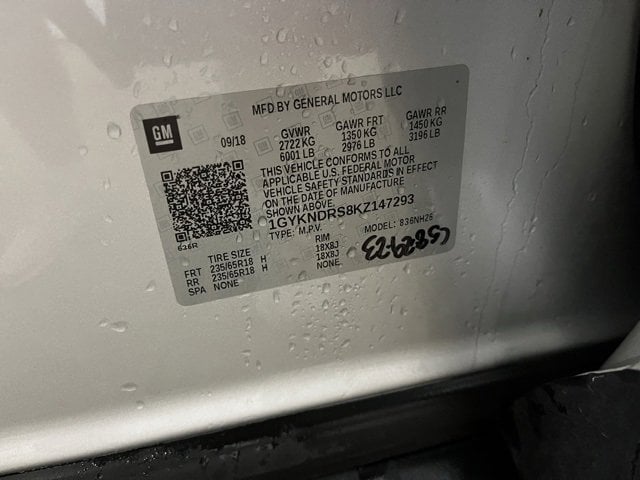 MFD BY GENERAL MOTORS LLC
GM
09/18
GVWR GAWR FRT GAWR RR
2722 KG 1350 KG 1450 KG
6001 LB 2976 LB 3196 LB
THIS VEHICLE CONFORMS TO ALL
APPLICABLE U.S. FEDERAL MOTOR
VEHICLE SAFETY STANDARDS IN EFFECT
ON THE DATE OF MANUFACTURE
SHOWN ABOVE.
1GYKNDRS8KZ147293
TYPE: M.P.V. MODEL: 836NH26
636R
TIRE SIZE RIM
FRT 235/65R18 H 18X8J
RR 235/65R18 H 18X8J
SPA NONE NONE